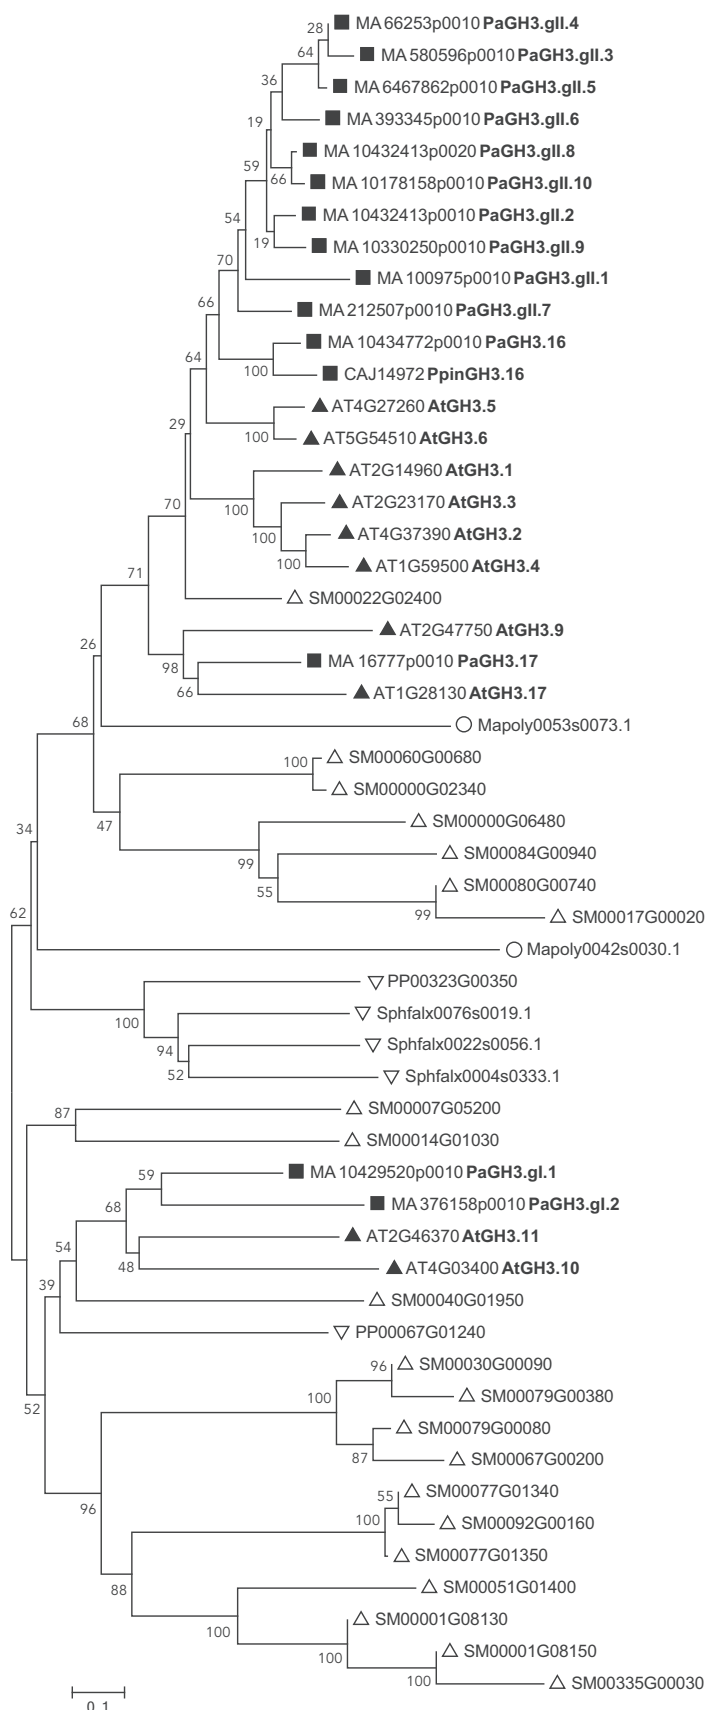 28
MA 66253p0010 PaGH3.gII.4
64
MA 580596p0010 PaGH3.gII.3
36
MA 6467862p0010 PaGH3.gII.5
19
MA 393345p0010 PaGH3.gII.6
MA 10432413p0020 PaGH3.gII.8
59
66
MA 10178158p0010 PaGH3.gII.10
54
MA 10432413p0010 PaGH3.gII.2
19
MA 10330250p0010 PaGH3.gII.9
70
MA 100975p0010 PaGH3.gII.1
66
MA 212507p0010 PaGH3.gII.7
MA 10434772p0010 PaGH3.16
64
100
CAJ14972 PpinGH3.16
AT4G27260 AtGH3.5
29
100
AT5G54510 AtGH3.6
AT2G14960 AtGH3.1
70
100
AT2G23170 AtGH3.3
100
AT4G37390 AtGH3.2
100
AT1G59500 AtGH3.4
71
SM00022G02400
AT2G47750 AtGH3.9
26
98
MA 16777p0010 PaGH3.17
66
AT1G28130 AtGH3.17
68
Mapoly0053s0073.1
100
SM00060G00680
SM00000G02340
34
47
SM00000G06480
99
SM00084G00940
55
SM00080G00740
62
99
SM00017G00020
Mapoly0042s0030.1
PP00323G00350
100
Sphfalx0076s0019.1
94
Sphfalx0022s0056.1
52
Sphfalx0004s0333.1
87
SM00007G05200
SM00014G01030
59
MA 10429520p0010 PaGH3.gI.1
68
MA 376158p0010 PaGH3.gI.2
54
AT2G46370 AtGH3.11
48
AT4G03400 AtGH3.10
39
SM00040G01950
PP00067G01240
96
SM00030G00090
100
SM00079G00380
52
SM00079G00080
87
SM00067G00200
96
55
SM00077G01340
100
SM00092G00160
SM00077G01350
88
SM00051G01400
100
SM00001G08130
100
SM00001G08150
100
SM00335G00030
0.1